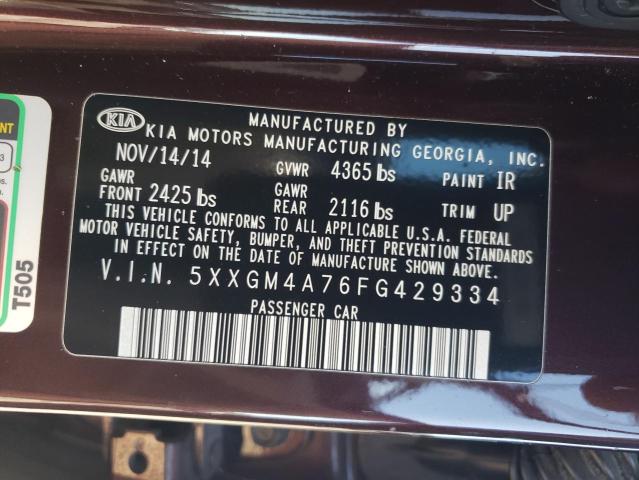 KIA
MANUFACTURED BY
KIA MOTORS MANUFACTURING GEORGIA, INC.
NOV/14/14 GVWR 4365 lbs PAINT IR
GAWR FRONT 2425 lbs GAWR REAR 2116 lbs TRIM UP
THIS VEHICLE CONFORMS TO ALL APPLICABLE U.S.A. FEDERAL
MOTOR VEHICLE SAFETY, BUMPER, AND THEFT PREVENTION STANDARDS
IN EFFECT ON THE DATE OF MANUFACTURE SHOWN ABOVE.
V.I.N. 5XXGM4A76FG429334
PASSENGER CAR
T505